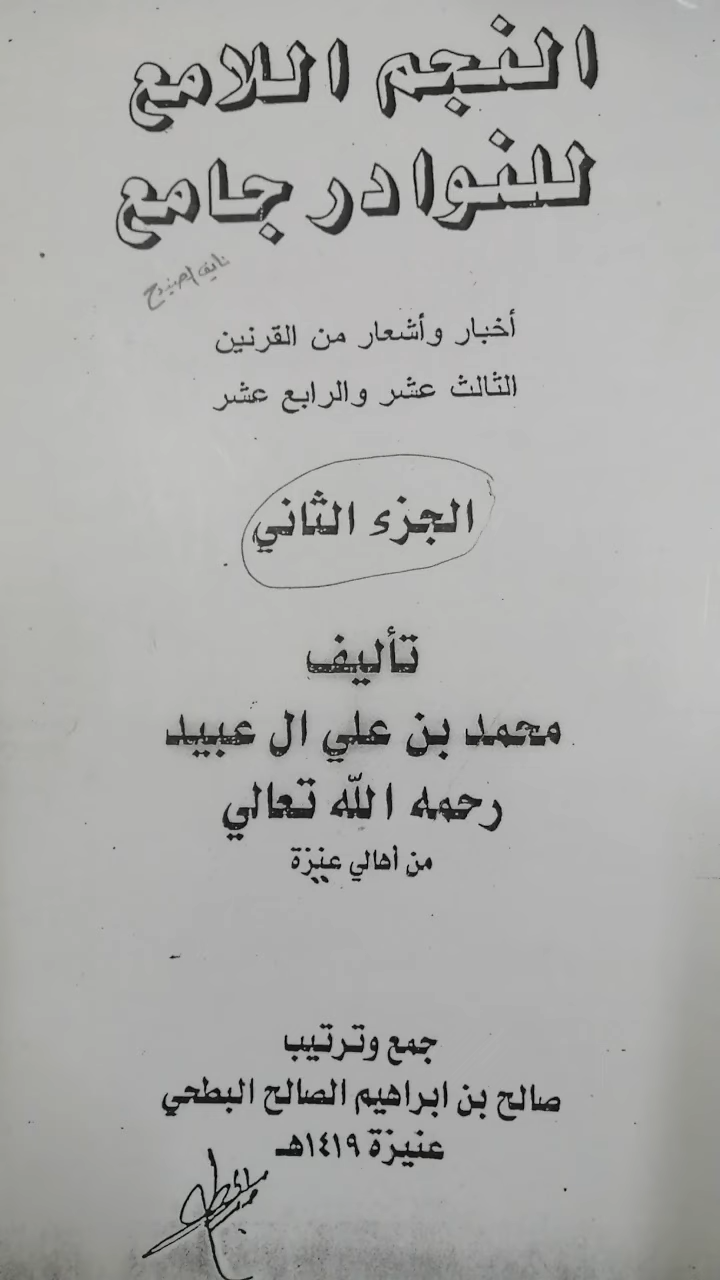 النجم اللامع
للنوادر جامع
نايف
أخبار وأشعار من القرنين
الثالث عشر والرابع عشر
الجزء الثاني
تأليف
محمد بن علي ال عبيد
رحمه الله تعالي
من أهالي عنيزة
جمع وترتيب
صالح بن ابراهيم الصالح البطحي
عنيزة ١٤١٩هـ